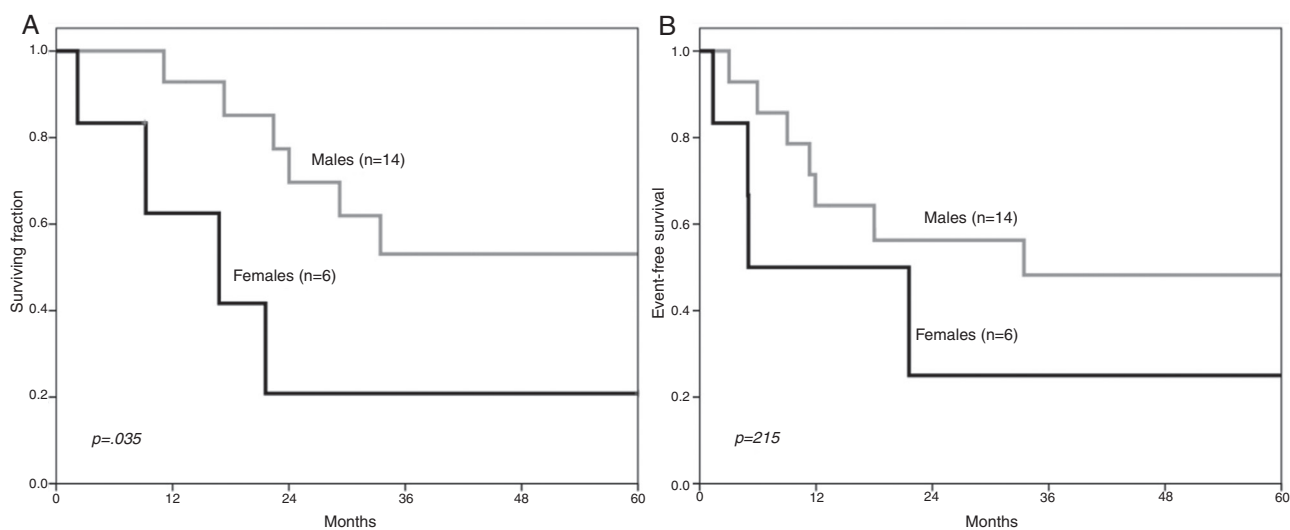 A
Surviving fraction
1.0
0.8
0.6
0.4
0.2
0.0
Males (n=14)
Females (n=6)
p=.035
0 12 24 36 48 60
Months
B
Event-free survival
1.0
0.8
0.6
0.4
0.2
0.0
Males (n=14)
Females (n=6)
p=215
0 12 24 36 48 60
Months